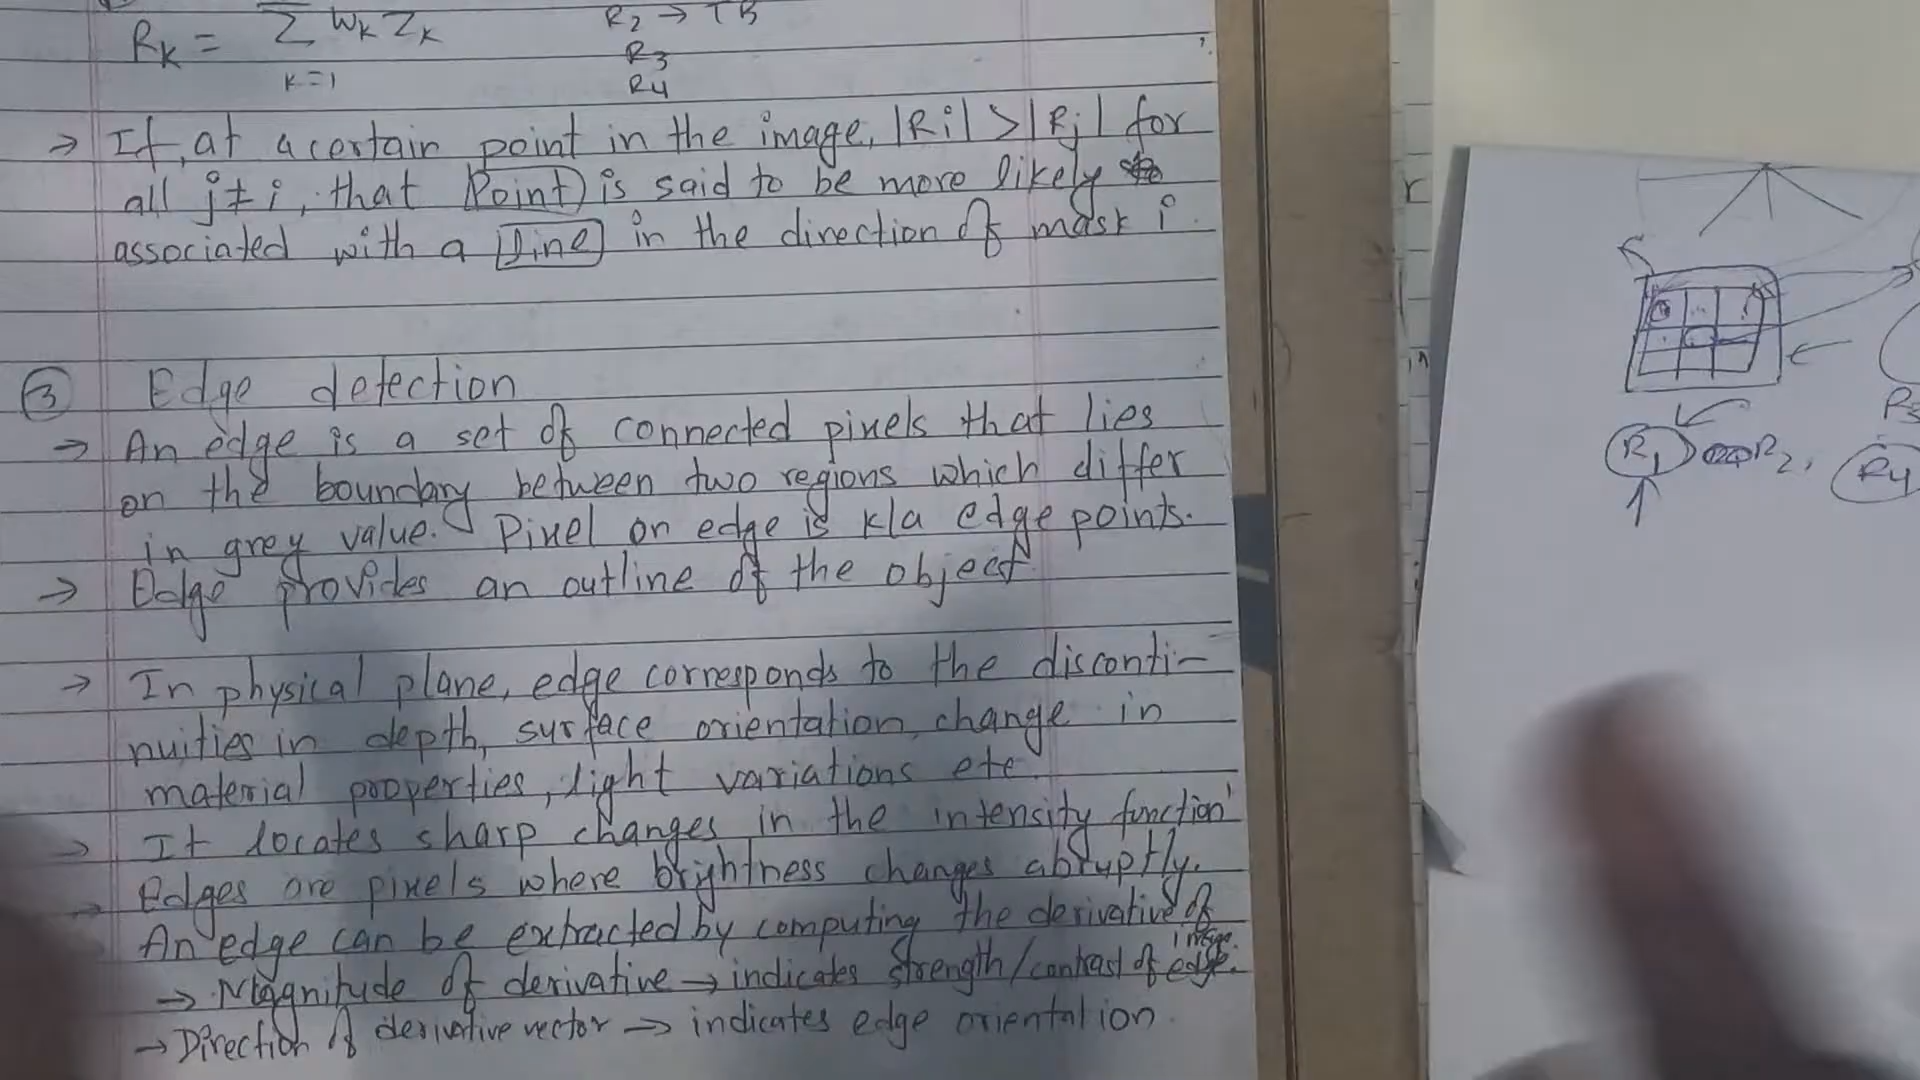 Rk = Σ Wk Zk
k=1
R2 → TB
R3
R4
→ If, at a certain point in the image, |Ri| > |Rj| for
all j ≠ i, that Point is said to be more likely
associated with a line in the direction of mask i.
③ Edge detection
→ An edge is a set of connected pixels that lies
on the boundary between two regions which differ
in grey value. Pixel on edge is k/a edge points.
→ Edge provides an outline of the object
→ In physical plane, edge corresponds to the disconti-
nuities in depth, surface orientation, change in
material properties, light variations etc.
→ It locates sharp changes in the intensity function
→ Edges are pixels where brightness changes abruptly.
An edge can be extracted by computing the derivative of
image.
→ Magnitude of derivative → indicates strength/contrast of edge.
→ Direction of derivative vector → indicates edge orientation.
r
in
R1 R2,
R3
R4